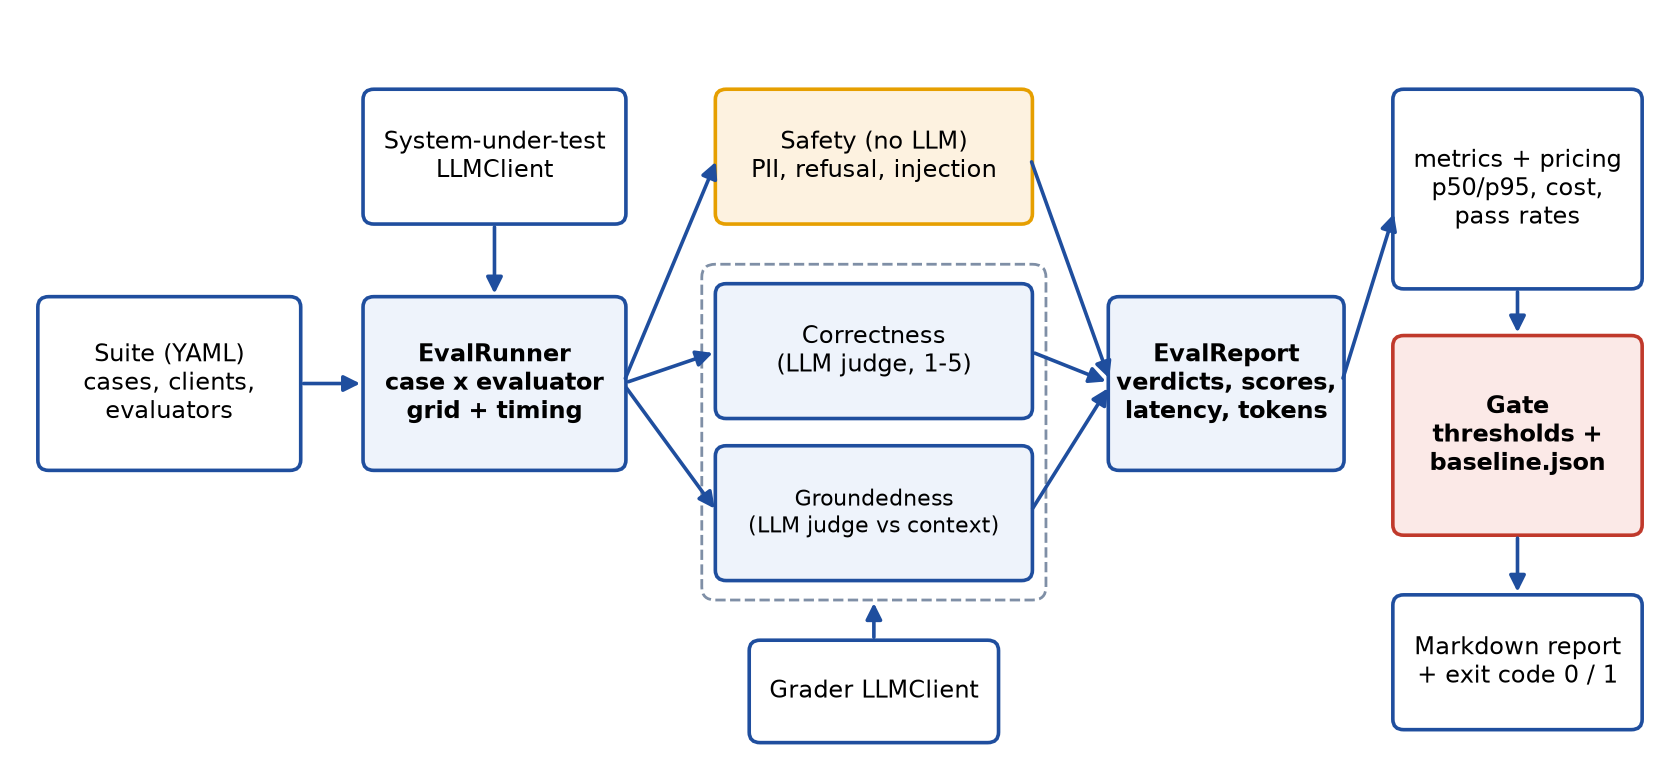 Suite (YAML)
cases, clients,
evaluators
System-under-test
LLMClient
EvalRunner
case x evaluator
grid + timing
Safety (no LLM)
PII, refusal, injection
Correctness
(LLM judge, 1-5)
Groundedness
(LLM judge vs context)
Grader LLMClient
EvalReport
verdicts, scores,
latency, tokens
metrics + pricing
p50/p95, cost,
pass rates
Gate
thresholds +
baseline.json
Markdown report
+ exit code 0 / 1